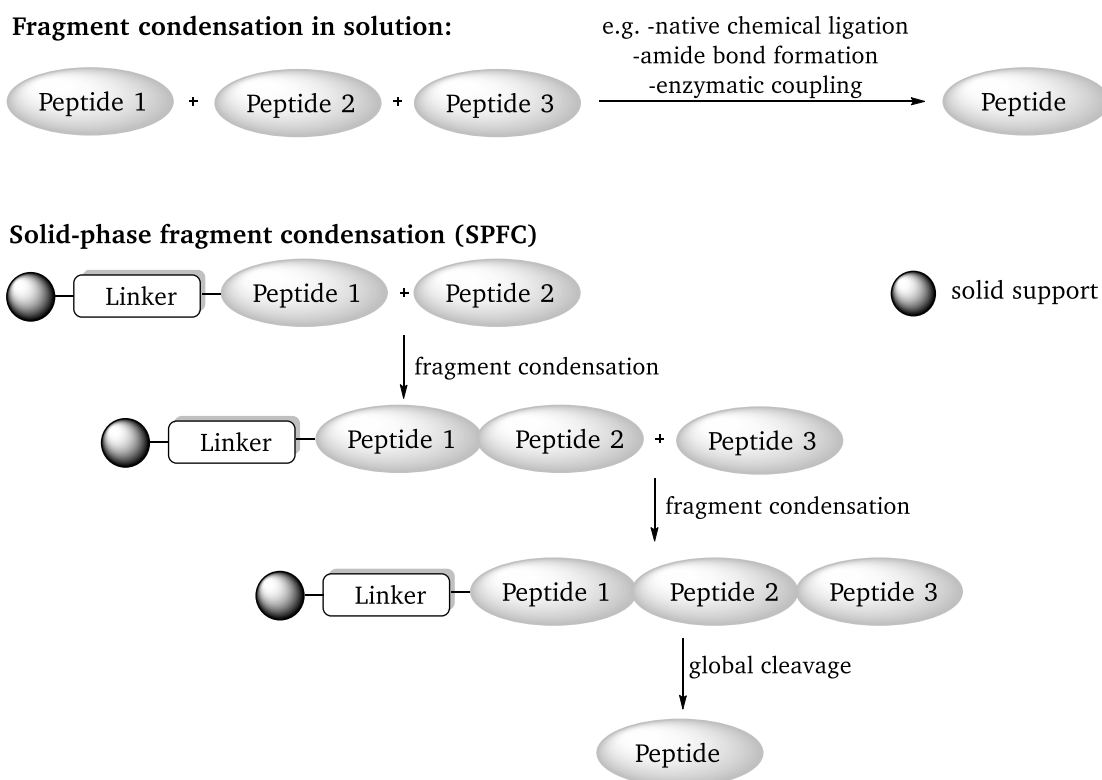 Fragment condensation in solution:
e.g. -native chemical ligation
-amide bond formation
-enzymatic coupling
Peptide 1 + Peptide 2 + Peptide 3 Peptide
Solid-phase fragment condensation (SPFC)
Linker Peptide 1 + Peptide 2 solid support
fragment condensation
Linker Peptide 1 Peptide 2 + Peptide 3
fragment condensation
Linker Peptide 1 Peptide 2 Peptide 3
global cleavage
Peptide